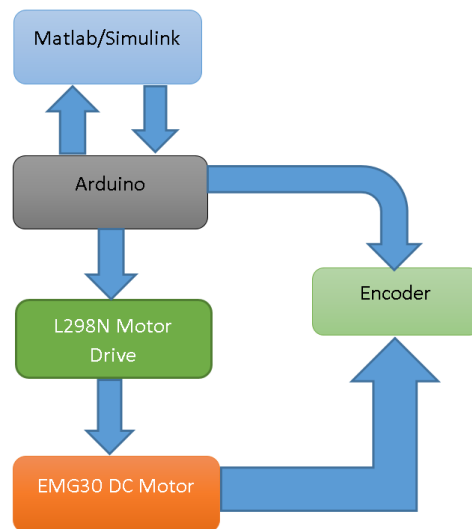 Matlab/Simulink
Arduino
Encoder
L298N Motor
Drive
EMG30 DC Motor